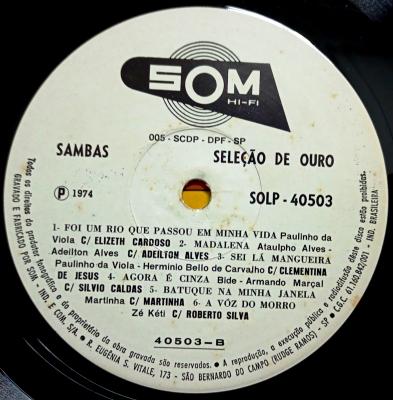 SOM
HI-FI
005 - SCDP - DPF - SP
SAMBAS
SELEÇÃO DE OURO
P 1974
SOLP - 40503
1- FOI UM RIO QUE PASSOU EM MINHA VIDA Paulinho da
Viola C/ ELIZETH CARDOSO 2- MADALENA Ataulpho Alves -
Adeilton Alves C/ ADEILTON ALVES 3- SEI LÁ MANGUEIRA
Paulinho da Viola - Herminio Bello de Carvalho C/ CLEMENTINA
DE JESUS 4- AGORA É CINZA Bide - Armando Marçal
C/ SILVIO CALDAS 5- BATUQUE NA MINHA JANELA
Martinha C/ MARTINHA 6- A VÓZ DO MORRO
Zé Kéti C/ ROBERTO SILVA
40503-B
Todos os direitos do produtor fonográfico e do proprietário da obra gravada são reservados. - A reprodução, a execução pública e radiodifusão deste disco estão proibidas.
GRAVADO E FABRICADO POR SOM - IND. E COM. S/A. - R. EUGÊNIA S. VITALE, 173 - SÃO BERNARDO DO CAMPO (RUDGE RAMOS) - SP. - C.G.C. 61.160.842/001 - IND. BRASILEIRA